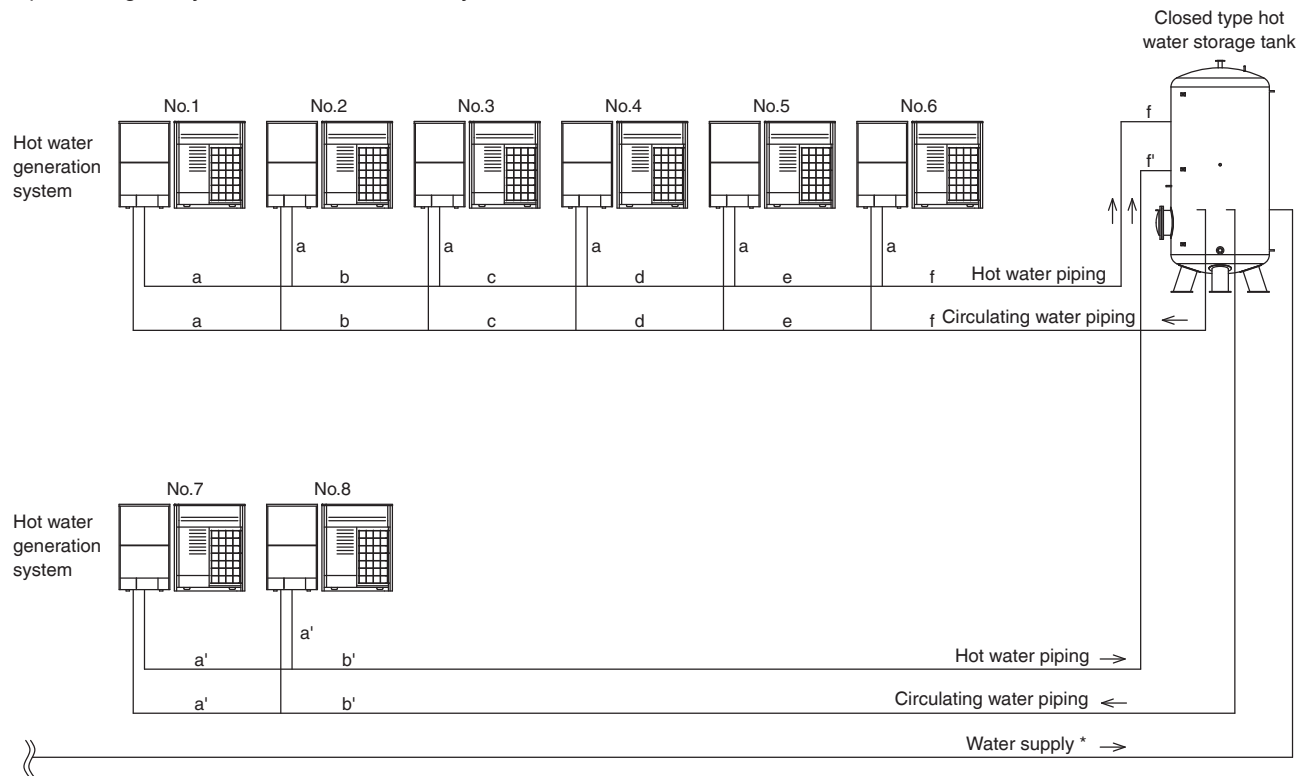 Closed type hot
water storage tank
No.1 No.2 No.3 No.4 No.5 No.6
Hot water
generation
system
f
f'
a a a a a
a b c d e f Hot water piping
a b c d e f Circulating water piping
No.7 No.8
Hot water
generation
system
a'
a' b' Hot water piping
a' b' Circulating water piping
Water supply *